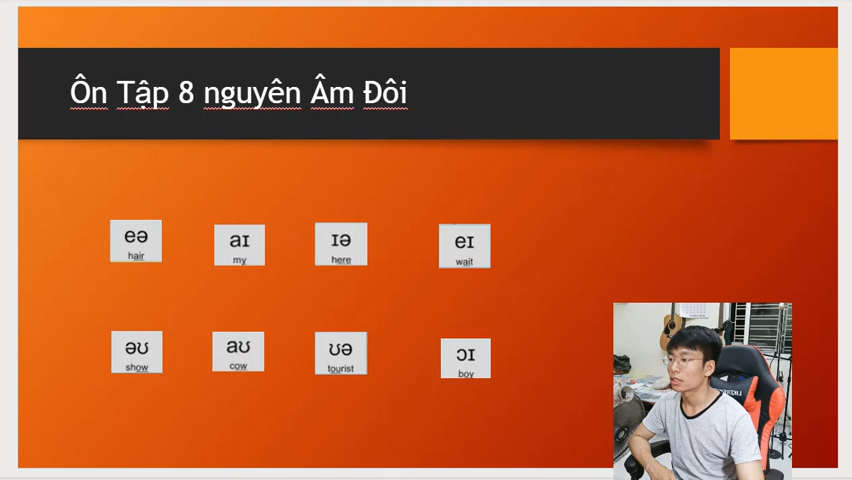 Ôn Tập 8 nguyên Âm Đôi
eə aɪ ɪə eɪ
hair my here wait
əʊ aʊ ʊə ɔɪ
show cow tourist boy